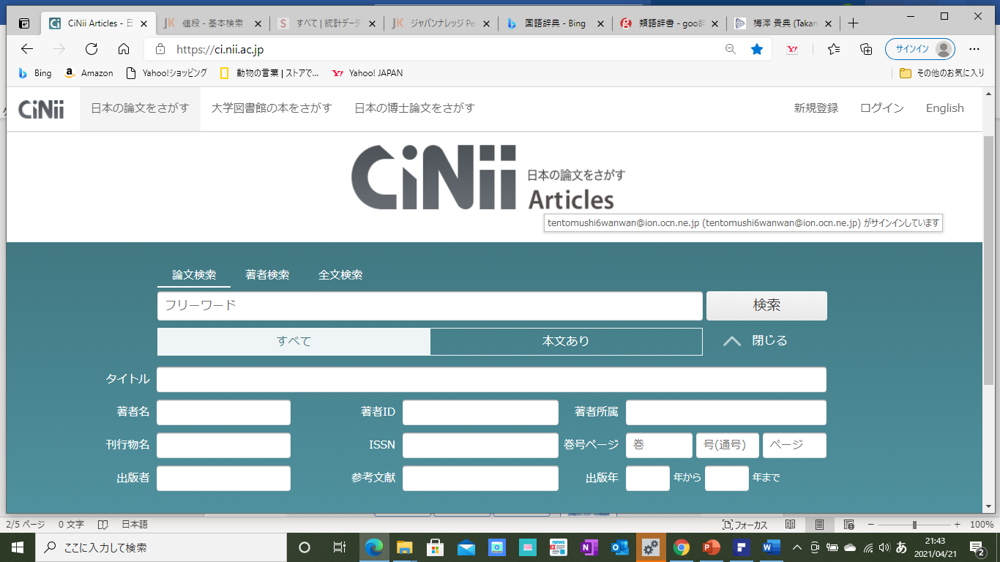 CiNii Articles - 日
値段 - 基本検索
すべて | 統計データ
ジャパンナレッジ Pe
国語辞典 - Bing
類語辞書 - goo辞
梅澤 貴典 (Takan
https://ci.nii.ac.jp
サインイン
Bing
Amazon
Yahoo!ショッピング
動物の言葉 | ストアで...
Yahoo! JAPAN
その他のお気に入り
CiNii
日本の論文をさがす
大学図書館の本をさがす
日本の博士論文をさがす
新規登録
ログイン
English
CiNii
日本の論文をさがす
Articles
tentomushi6wanwan@ion.ocn.ne.jp (tentomushi6wanwan@ion.ocn.ne.jp) がサインインしています
論文検索
著者検索
全文検索
フリーワード
検索
すべて
本文あり
閉じる
タイトル
著者名
著者ID
著者所属
刊行物名
ISSN
巻号ページ
巻
号(通号)
ページ
出版者
参考文献
出版年
年から
年まで
2/5 ページ
0 文字
日本語
フォーカス
100%
ここに入力して検索
あ
21:43
2021/04/21
2